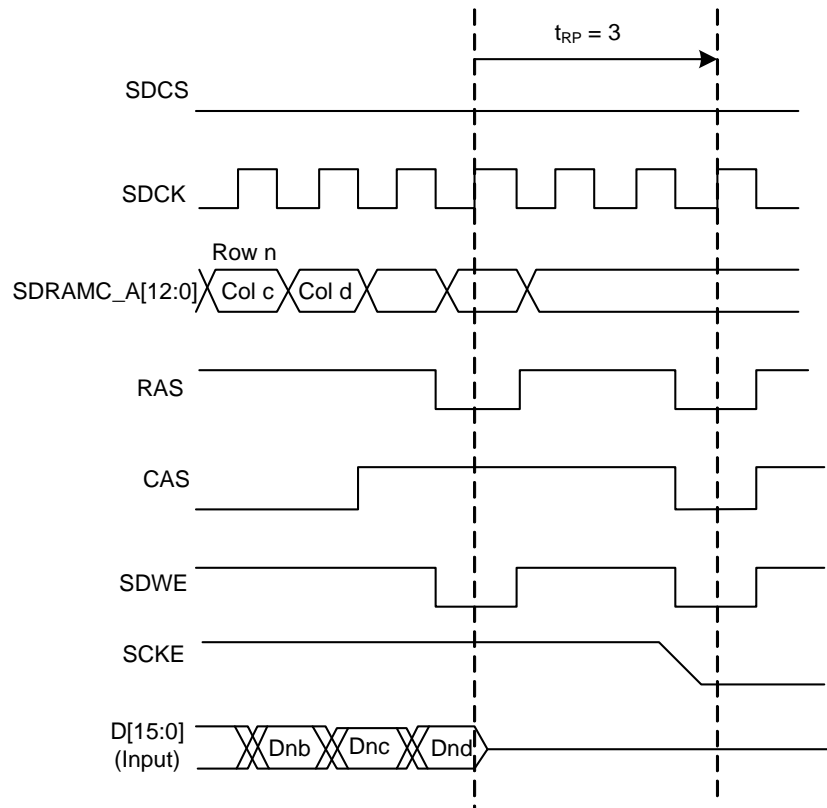 tRP = 3
SDCS
SDCK
Row n
SDRAMC_A[12:0]
Col c
Col d
RAS
CAS
SDWE
SCKE
D[15:0]
(Input)
Dnb
Dnc
Dnd